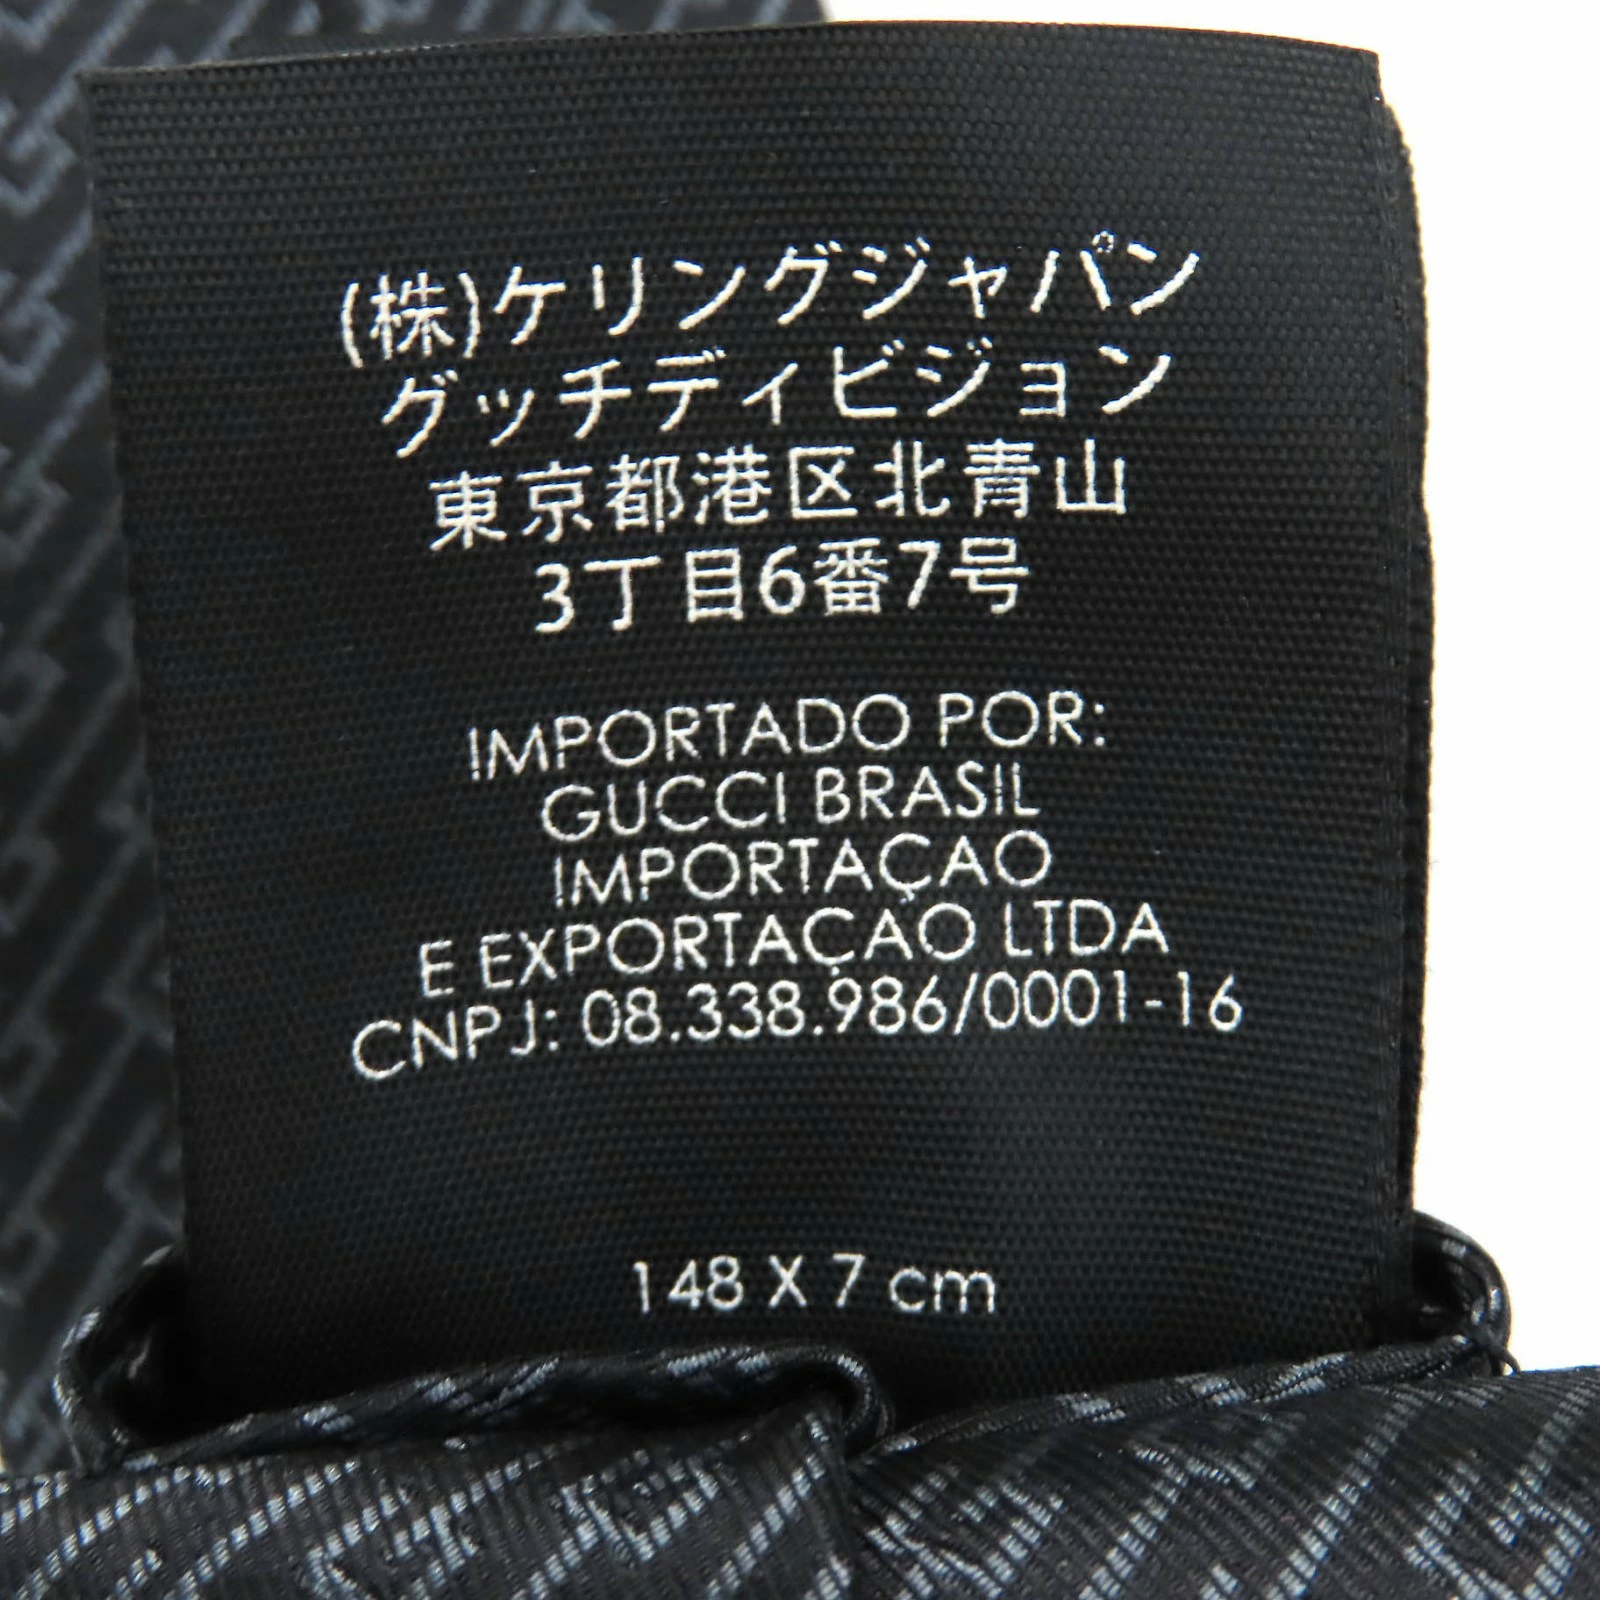 (株)ケリングジャパン
グッチディビジョン
東京都港区北青山
3丁目6番7号
IMPORTADO POR:
GUCCI BRASIL
IMPORTAÇAO
E EXPORTAÇAO LTDA
CNPJ: 08.338.986/0001-16
148 X 7 cm